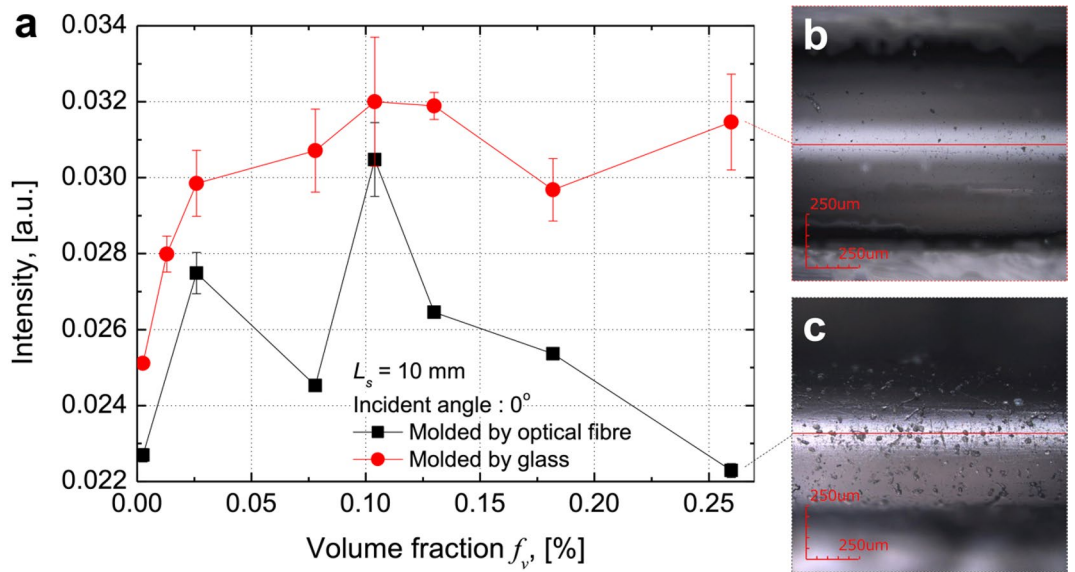 a
0.034
0.032
0.030
0.028
0.026
0.024
0.022
Intensity, [a.u.]
L_s = 10 mm
Incident angle : 0°
Molded by optical fibre
Molded by glass
0.00 0.05 0.10 0.15 0.20 0.25
Volume fraction f_v, [%]
b
250um
250um
c
250um
250um